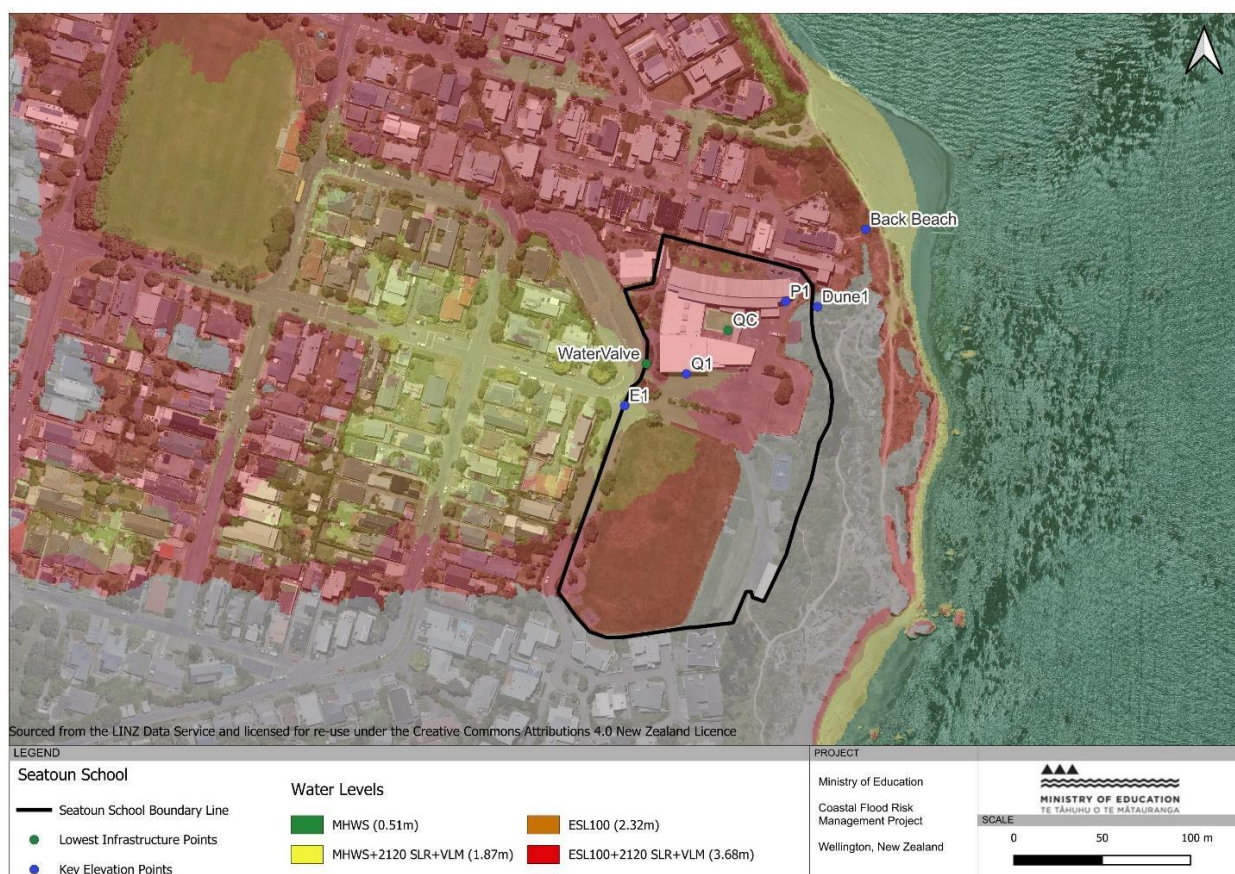 Back Beach
P1
Dune1
QC
WaterValve
Q1
E1
Sourced from the LINZ Data Service and licensed for re-use under the Creative Commons Attributions 4.0 New Zealand Licence
LEGEND
Seatoun School
Seatoun School Boundary Line
Lowest Infrastructure Points
Key Elevation Points
Water Levels
MHWS (0.51m)
MHWS+2120 SLR+VLM (1.87m)
ESL100 (2.32m)
ESL100+2120 SLR+VLM (3.68m)
PROJECT
Ministry of Education
Coastal Flood Risk
Management Project
Wellington, New Zealand
MINISTRY OF EDUCATION
TE TĀHUHU O TE MĀTAURANGA
SCALE
0 50 100 m